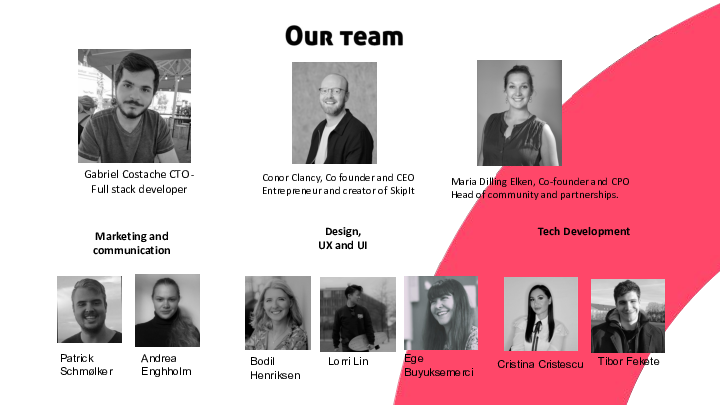 Our team
Gabriel Costache CTO -
Full stack developer
Conor Clancy, Co founder and CEO
Entrepreneur and creator of SkipIt
Maria Dilling Elken, Co-founder and CPO
Head of community and partnerships.
Marketing and
communication
Design,
UX and UI
Tech Development
Patrick
Schmølker
Andrea
Enghholm
Bodil
Henriksen
Lorri Lin
Ege
Buyuksemerci
Cristina Cristescu
Tibor Fekete